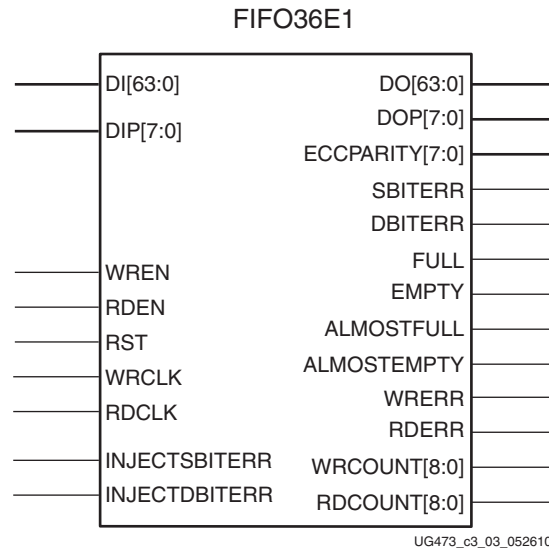 FIFO36E1
DI[63:0]
DIP[7:0]
WREN
RDEN
RST
WRCLK
RDCLK
INJECTSBITERR
INJECTDBITERR
DO[63:0]
DOP[7:0]
ECCPARITY[7:0]
SBITERR
DBITERR
FULL
EMPTY
ALMOSTFULL
ALMOSTEMPTY
WRERR
RDERR
WRCOUNT[8:0]
RDCOUNT[8:0]
UG473_c3_03_052610